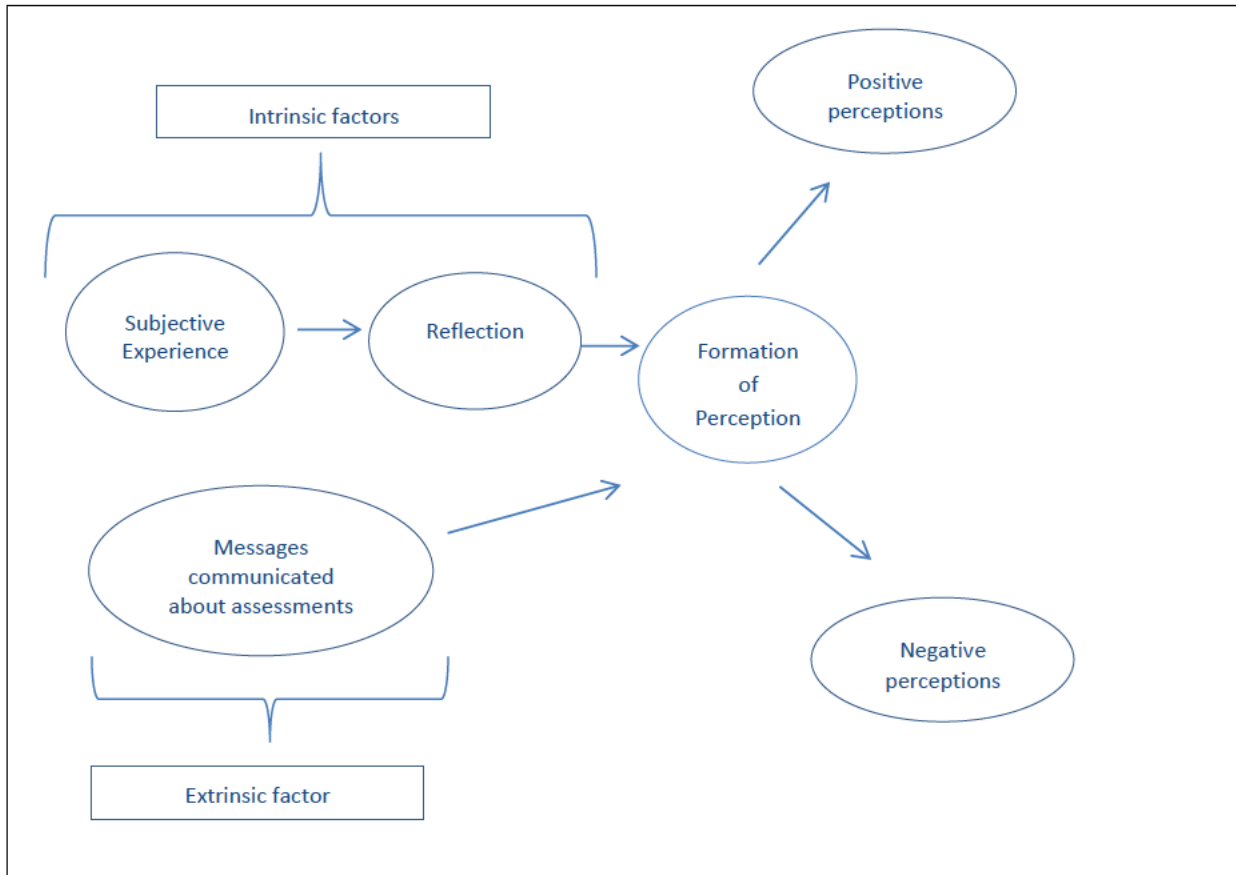 Intrinsic factors
Positive
perceptions
Subjective
Experience
Reflection
Formation
of
Perception
Messages
communicated
about assessments
Negative
perceptions
Extrinsic factor